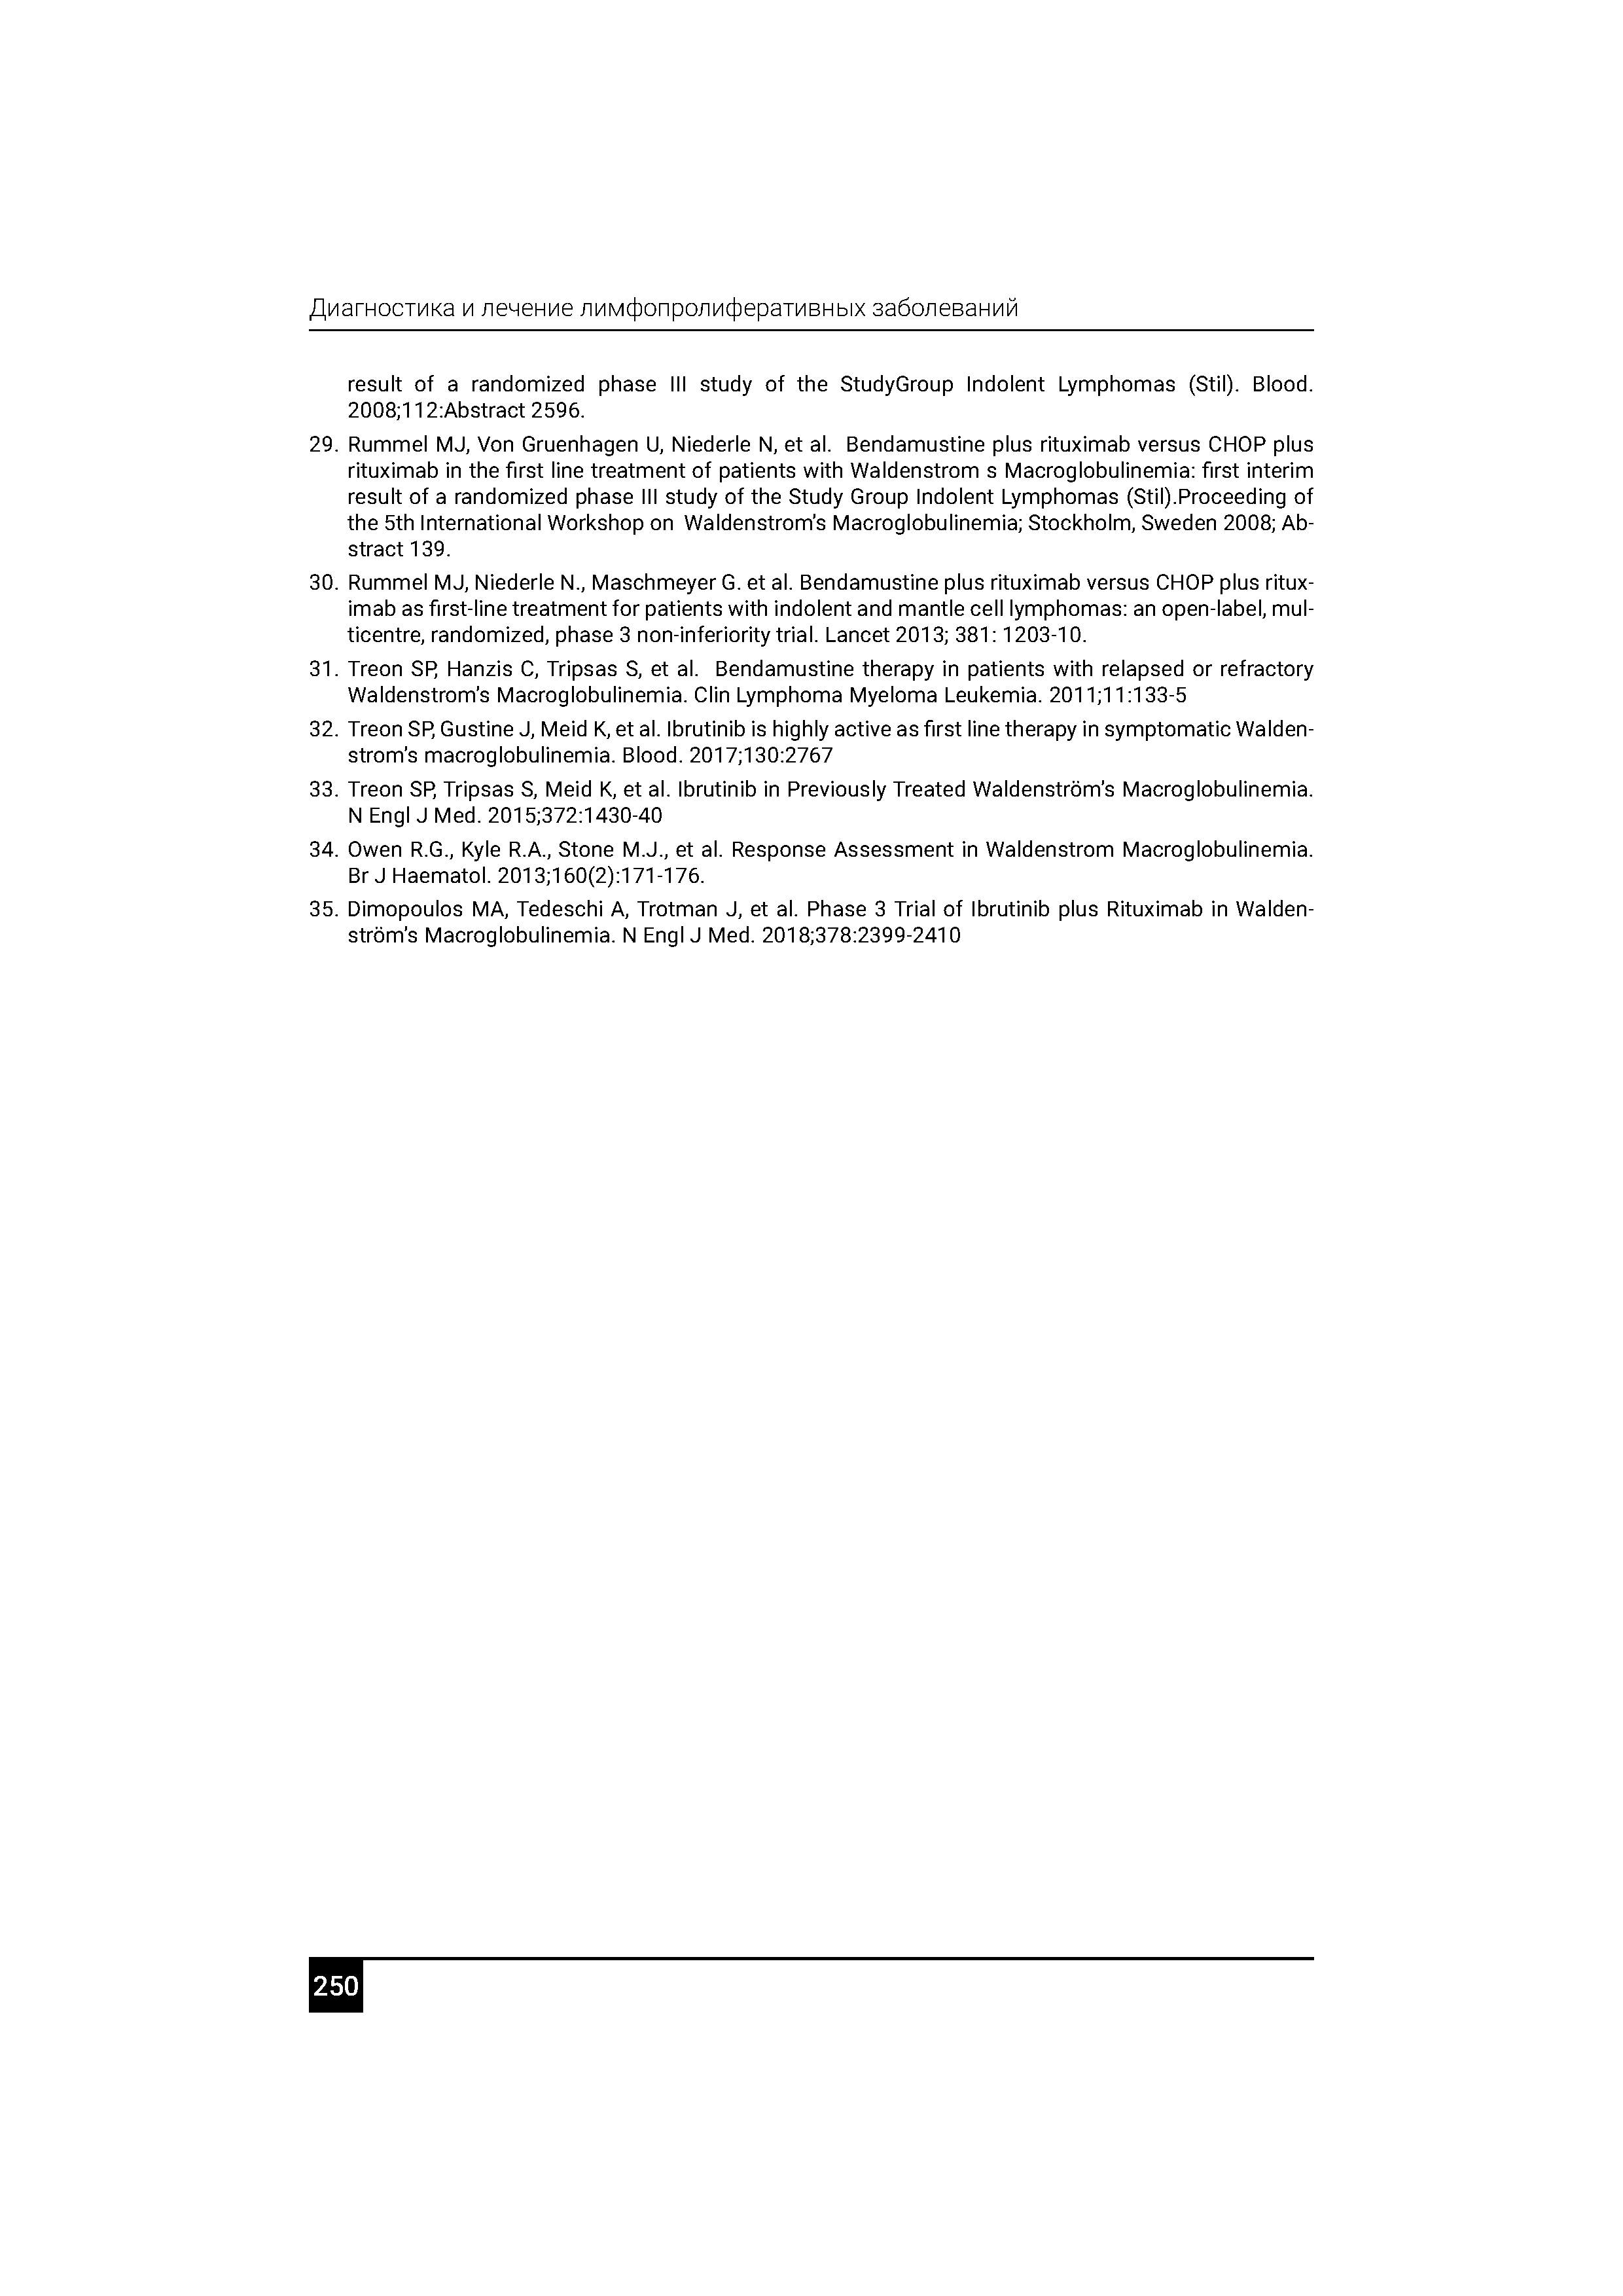 Диагностика и лечение лимфопролиферативных заболеваний
result of a randomized phase III study of the StudyGroup Indolent Lymphomas (Stil). Blood.
2008;112:Abstract 2596.
29. Rummel MJ, Von Gruenhagen U, Niederle N, et al.  Bendamustine plus rituximab versus CHOP plus
rituximab in the first line treatment of patients with Waldenstrom s Macroglobulinemia: first interim
result of a randomized phase III study of the Study Group Indolent Lymphomas (Stil).Proceeding of
the 5th International Workshop on  Waldenstrom’s Macroglobulinemia; Stockholm, Sweden 2008; Ab-
stract 139.
30. Rummel MJ, Niederle N., Maschmeyer G. et al. Bendamustine plus rituximab versus CHOP plus ritux-
imab as first-line treatment for patients with indolent and mantle cell lymphomas: an open-label, mul-
ticentre, randomized, phase 3 non-inferiority trial. Lancet 2013; 381: 1203-10.
31. Treon SP, Hanzis C, Tripsas S, et al.  Bendamustine therapy in patients with relapsed or refractory
Waldenstrom’s Macroglobulinemia. Clin Lymphoma Myeloma Leukemia. 2011;11:133-5
32. Treon SP, Gustine J, Meid K, et al. Ibrutinib is highly active as first line therapy in symptomatic Walden-
strom’s macroglobulinemia. Blood. 2017;130:2767
33. Treon SP, Tripsas S, Meid K, et al. Ibrutinib in Previously Treated Waldenström’s Macroglobulinemia.
N Engl J Med. 2015;372:1430-40
34. Owen R.G., Kyle R.A., Stone M.J., et al. Response Assessment in Waldenstrom Macroglobulinemia.
Br J Haematol. 2013;160(2):171-176.
35. Dimopoulos MA, Tedeschi A, Trotman J, et al. Phase 3 Trial of Ibrutinib plus Rituximab in Walden-
ström’s Macroglobulinemia. N Engl J Med. 2018;378:2399-2410
250